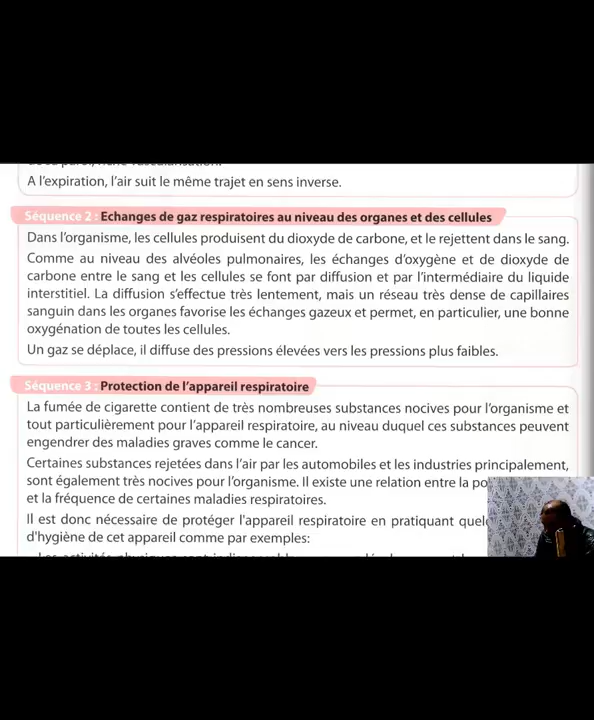 A l'expiration, l'air suit le même trajet en sens inverse.
Séquence 2 : Echanges de gaz respiratoires au niveau des organes et des cellules
Dans l'organisme, les cellules produisent du dioxyde de carbone, et le rejettent dans le sang.
Comme au niveau des alvéoles pulmonaires, les échanges d'oxygène et de dioxyde de
carbone entre le sang et les cellules se font par diffusion et par l'intermédiaire du liquide
interstitiel. La diffusion s'effectue très lentement, mais un réseau très dense de capillaires
sanguin dans les organes favorise les échanges gazeux et permet, en particulier, une bonne
oxygénation de toutes les cellules.
Un gaz se déplace, il diffuse des pressions élevées vers les pressions plus faibles.
Séquence 3 : Protection de l'appareil respiratoire
La fumée de cigarette contient de très nombreuses substances nocives pour l'organisme et
tout particulièrement pour l'appareil respiratoire, au niveau duquel ces substances peuvent
engendrer des maladies graves comme le cancer.
Certaines substances rejetées dans l'air par les automobiles et les industries principalement,
sont également très nocives pour l'organisme. Il existe une relation entre la
et la fréquence de certaines maladies respiratoires.
Il est donc nécessaire de protéger l'appareil respiratoire en pratiquant
d'hygiène de cet appareil comme par exemples: